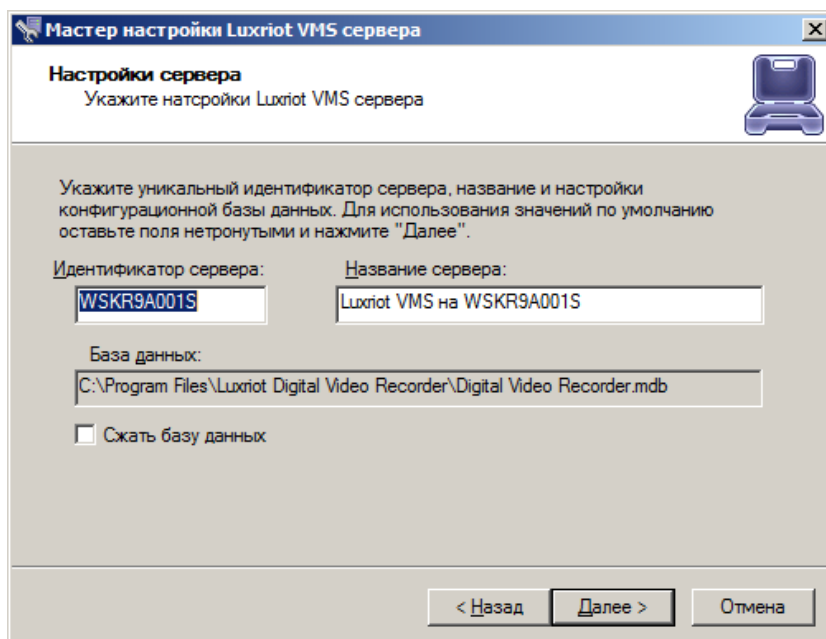 Мастер настройки Luxriot VMS сервера
Настройки сервера
Укажите натсройки Luxriot VMS сервера
Укажите уникальный идентификатор сервера, название и настройки
конфигурационной базы данных. Для использования значений по умолчанию
оставьте поля нетронутыми и нажмите "Далее".
Идентификатор сервера: Название сервера:
WSKR9A001S Luxriot VMS на WSKR9A001S
База данных:
C:\Program Files\Luxriot Digital Video Recorder\Digital Video Recorder.mdb
Сжать базу данных
< Назад Далее > Отмена